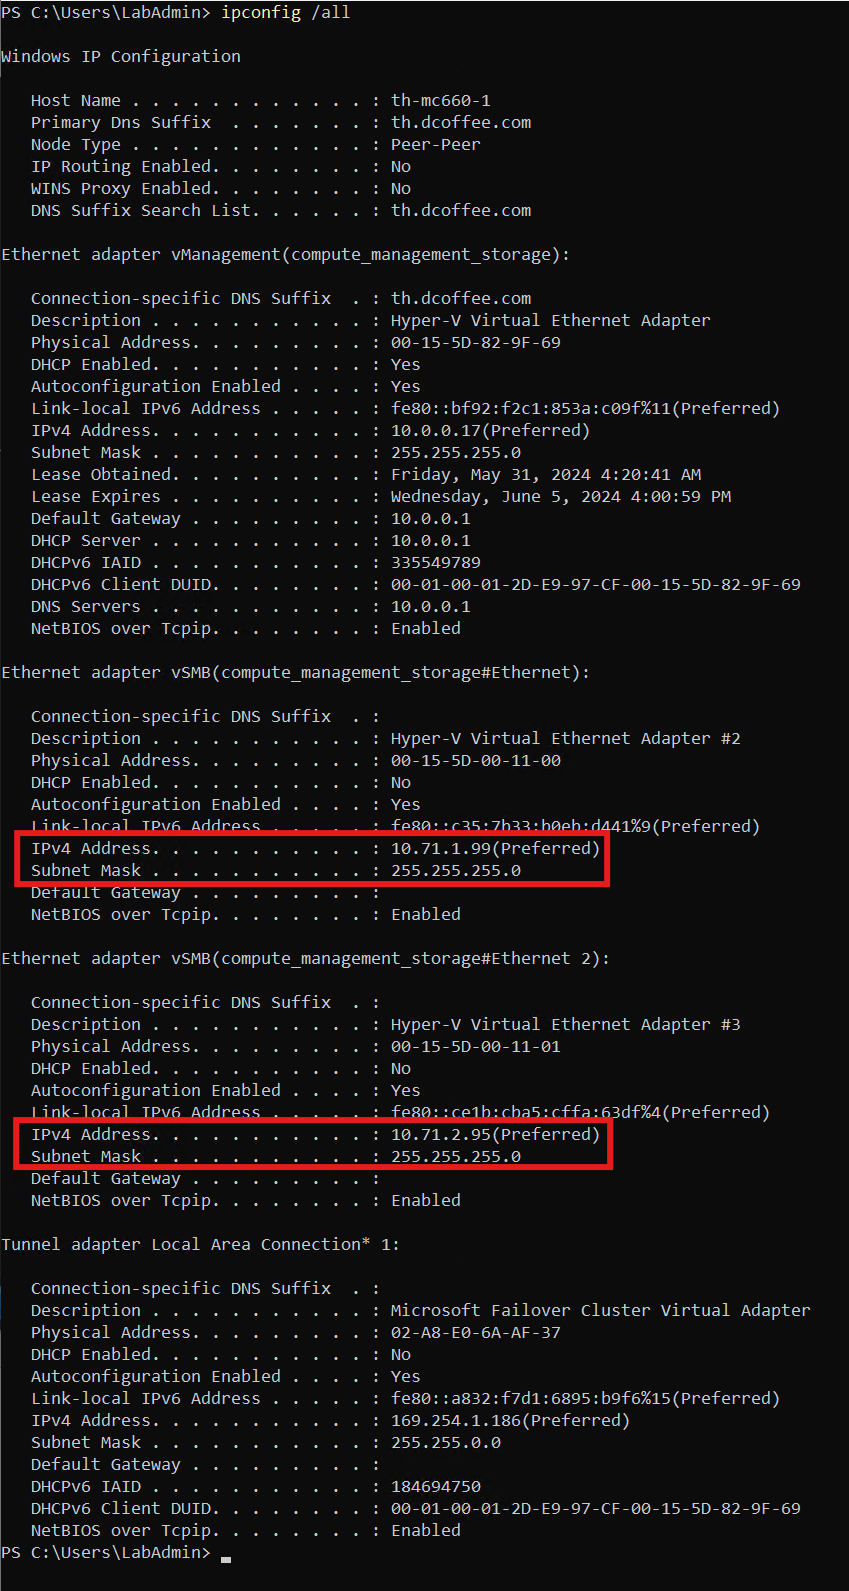 PS C:\Users\LabAdmin> ipconfig /all
Windows IP Configuration
Host Name . . . . . . . . . . . . : th-mc660-1
Primary Dns Suffix  . . . . . . . : th.dcoffee.com
Node Type . . . . . . . . . . . . : Peer-Peer
IP Routing Enabled. . . . . . . . : No
WINS Proxy Enabled. . . . . . . . : No
DNS Suffix Search List. . . . . . : th.dcoffee.com
Ethernet adapter vManagement(compute_management_storage):
Connection-specific DNS Suffix  . : th.dcoffee.com
Description . . . . . . . . . . . : Hyper-V Virtual Ethernet Adapter
Physical Address. . . . . . . . . : 00-15-5D-82-9F-69
DHCP Enabled. . . . . . . . . . . : Yes
Autoconfiguration Enabled . . . . : Yes
Link-local IPv6 Address . . . . . : fe80::bf92:f2c1:853a:c09f%11(Preferred)
IPv4 Address. . . . . . . . . . . : 10.0.0.17(Preferred)
Subnet Mask . . . . . . . . . . . : 255.255.255.0
Lease Obtained. . . . . . . . . . : Friday, May 31, 2024 4:20:41 AM
Lease Expires . . . . . . . . . . : Wednesday, June 5, 2024 4:00:59 PM
Default Gateway . . . . . . . . . : 10.0.0.1
DHCP Server . . . . . . . . . . . : 10.0.0.1
DHCPv6 IAID . . . . . . . . . . . : 335549789
DHCPv6 Client DUID. . . . . . . . : 00-01-00-01-2D-E9-97-CF-00-15-5D-82-9F-69
DNS Servers . . . . . . . . . . . : 10.0.0.1
NetBIOS over Tcpip. . . . . . . . : Enabled
Ethernet adapter vSMB(compute_management_storage#Ethernet):
Connection-specific DNS Suffix  . :
Description . . . . . . . . . . . : Hyper-V Virtual Ethernet Adapter #2
Physical Address. . . . . . . . . : 00-15-5D-00-11-00
DHCP Enabled. . . . . . . . . . . : No
Autoconfiguration Enabled . . . . : Yes
Link-local IPv6 Address . . . . . : fe80::c35:7b33:b0eb:d441%9(Preferred)
IPv4 Address. . . . . . . . . . . : 10.71.1.99(Preferred)
Subnet Mask . . . . . . . . . . . : 255.255.255.0
Default Gateway . . . . . . . . . :
NetBIOS over Tcpip. . . . . . . . : Enabled
Ethernet adapter vSMB(compute_management_storage#Ethernet 2):
Connection-specific DNS Suffix  . :
Description . . . . . . . . . . . : Hyper-V Virtual Ethernet Adapter #3
Physical Address. . . . . . . . . : 00-15-5D-00-11-01
DHCP Enabled. . . . . . . . . . . : No
Autoconfiguration Enabled . . . . : Yes
Link-local IPv6 Address . . . . . : fe80::ce1b:cba5:cffa:63df%4(Preferred)
IPv4 Address. . . . . . . . . . . : 10.71.2.95(Preferred)
Subnet Mask . . . . . . . . . . . : 255.255.255.0
Default Gateway . . . . . . . . . :
NetBIOS over Tcpip. . . . . . . . : Enabled
Tunnel adapter Local Area Connection* 1:
Connection-specific DNS Suffix  . :
Description . . . . . . . . . . . : Microsoft Failover Cluster Virtual Adapter
Physical Address. . . . . . . . . : 02-A8-E0-6A-AF-37
DHCP Enabled. . . . . . . . . . . : No
Autoconfiguration Enabled . . . . : Yes
Link-local IPv6 Address . . . . . : fe80::a832:f7d1:6895:b9f6%15(Preferred)
IPv4 Address. . . . . . . . . . . : 169.254.1.186(Preferred)
Subnet Mask . . . . . . . . . . . : 255.255.0.0
Default Gateway . . . . . . . . . :
DHCPv6 IAID . . . . . . . . . . . : 184694750
DHCPv6 Client DUID. . . . . . . . : 00-01-00-01-2D-E9-97-CF-00-15-5D-82-9F-69
NetBIOS over Tcpip. . . . . . . . : Enabled
PS C:\Users\LabAdmin>